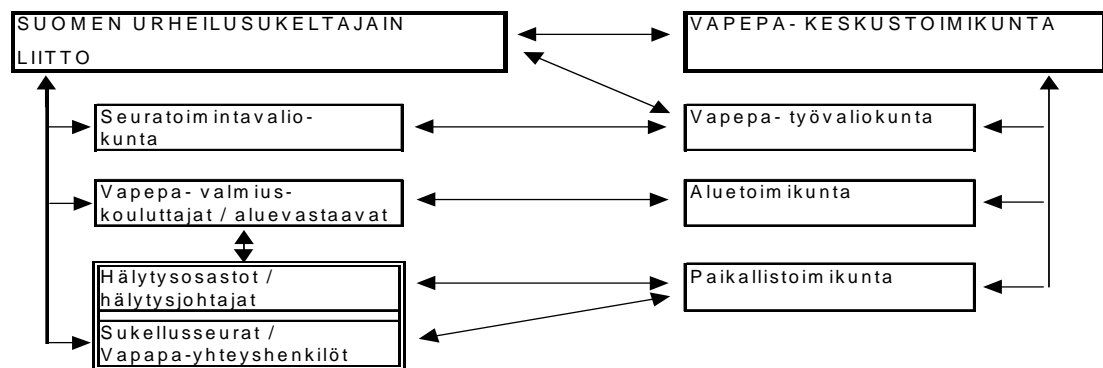 SUOMEN URHEILUSUKELTAJAIN
LIITTO
VAPEPA- KESKUSTOIMIKUNTA
Seuratoimintavalio-
kunta
Vapepa- työvaliokunta
Vapepa- valmius-
kouluttajat / aluevastaavat
Aluetoimikunta
Hälytysosastot /
hälytysjohtajat
Paikallistoimikunta
Sukellusseurat /
Vapapa-yhteyshenkilöt